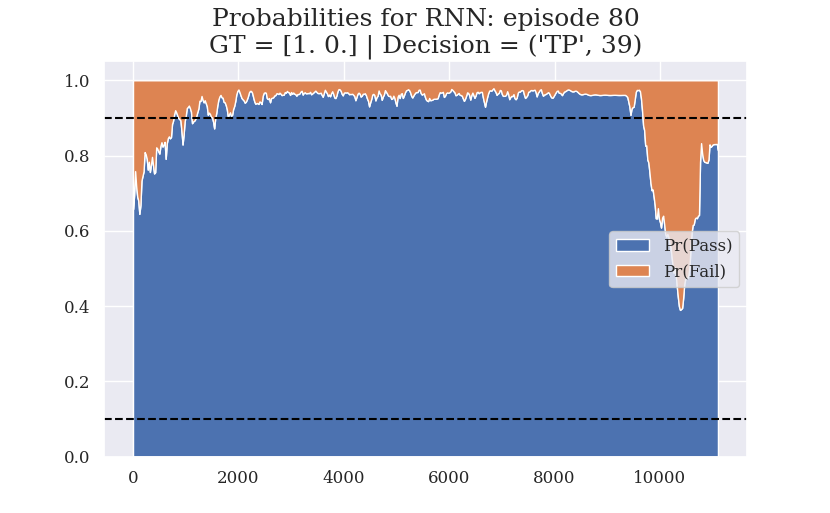 Probabilities for RNN: episode 80
GT = [1. 0.] | Decision = ('TP', 39)
1.0
0.8
0.6
0.4
0.2
0.0
Pr(Pass)
Pr(Fail)
0 2000 4000 6000 8000 10000